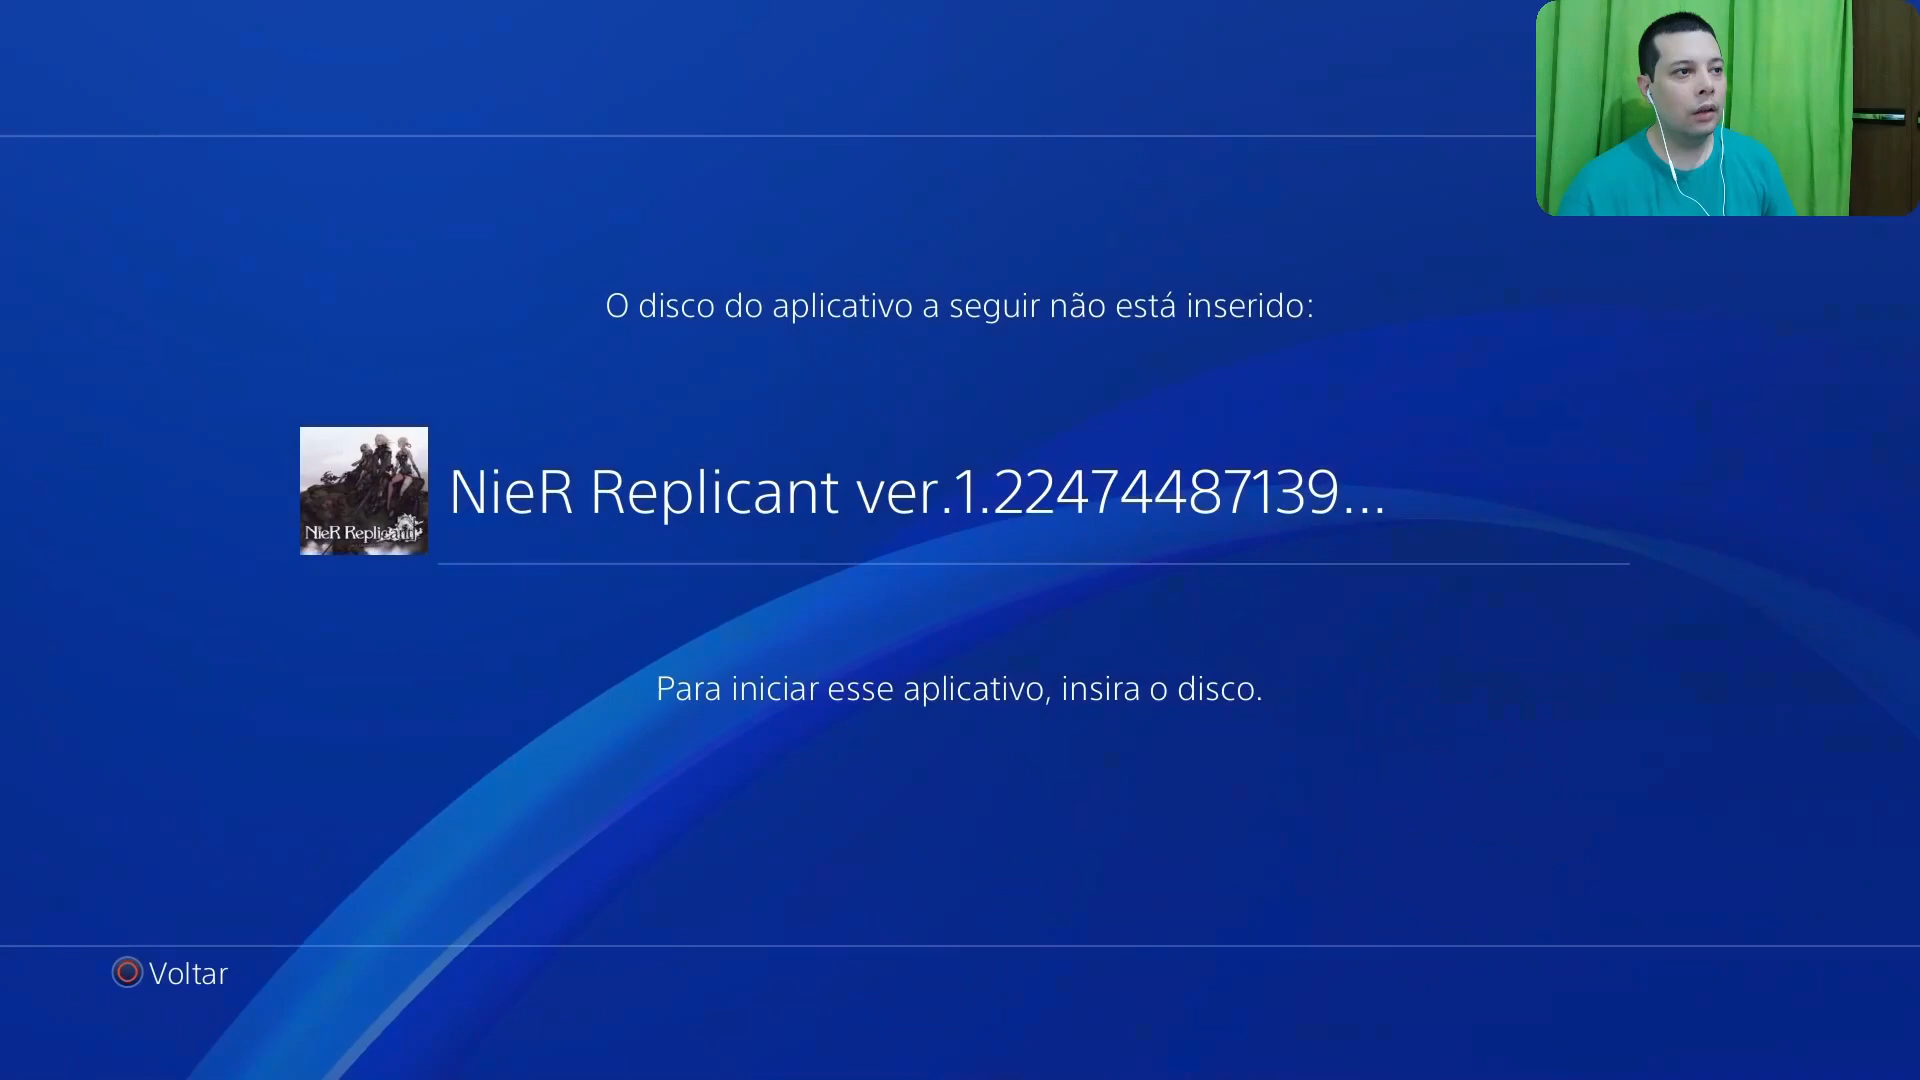 O disco do aplicativo a seguir não está inserido:
NieR Replicant ver.1.22474487139...
NieR Replicant
Para iniciar esse aplicativo, insira o disco.
Voltar